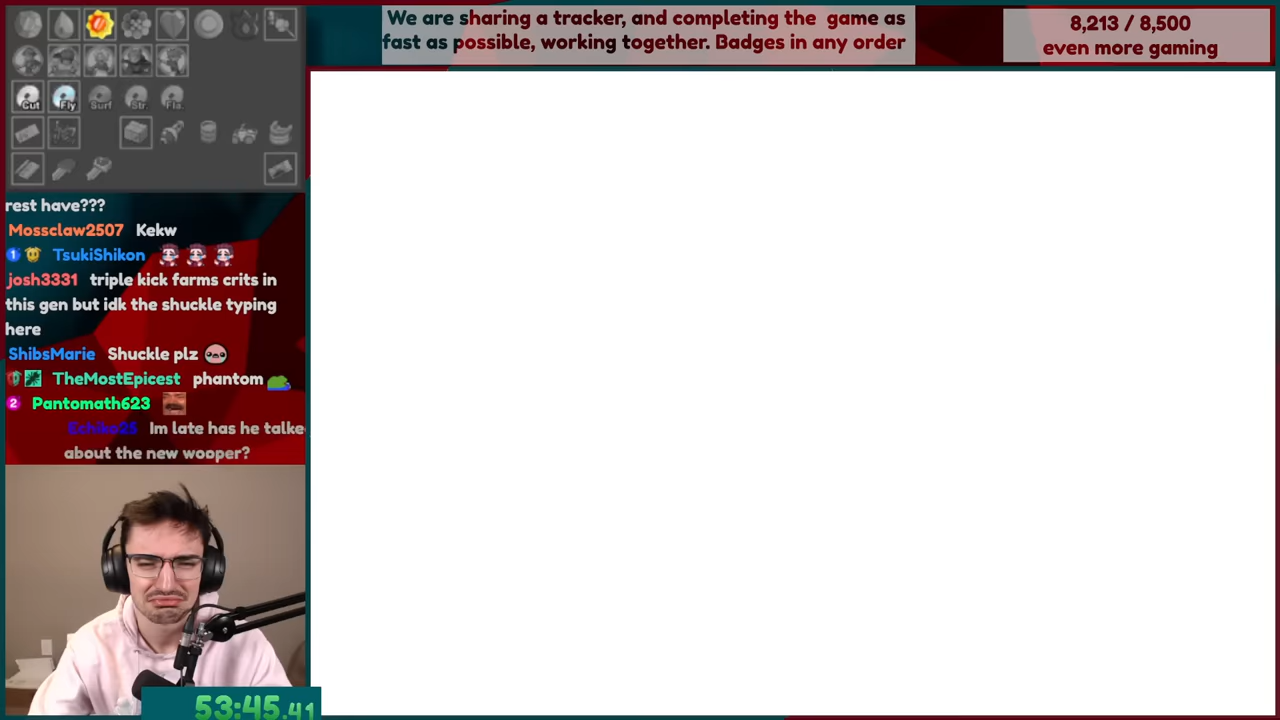 We are sharing a tracker, and completing the game as
fast as possible, working together. Badges in any order
8,213 / 8,500
even more gaming
Cut
Fly
Surf
Str.
Fla.
rest have???
Mossclaw2507 Kekw
1 TsukiShikon
josh3331 triple kick farms crits in
this gen but idk the shuckle typing
here
ShibsMarie Shuckle plz
TheMostEpicest phantom
2 Pantomath623
Echiko25 Im late has he talke
about the new wooper?
53:45.41